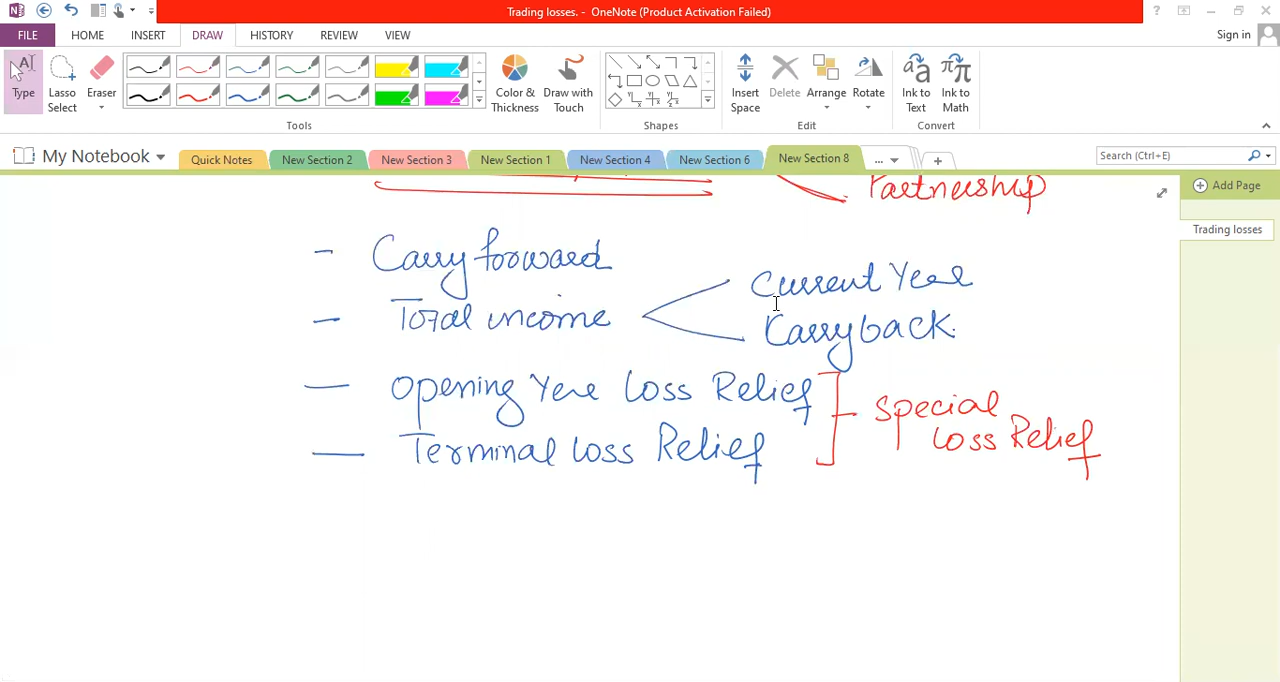 Trading losses. - OneNote (Product Activation Failed)
FILE HOME INSERT DRAW HISTORY REVIEW VIEW Sign in
Type Lasso Select Eraser Color & Thickness Draw with Touch Insert Space Delete Arrange Rotate Ink to Text Ink to Math
Tools Shapes Edit Convert
My Notebook Quick Notes New Section 2 New Section 3 New Section 1 New Section 4 New Section 6 New Section 8 ... Search (Ctrl+E)
Add Page
Trading losses
Partnership
- Carry forward
- Total income
Current Year
Carryback.
- Opening Year Loss Relief
- Terminal loss Relief
Special
loss Relief